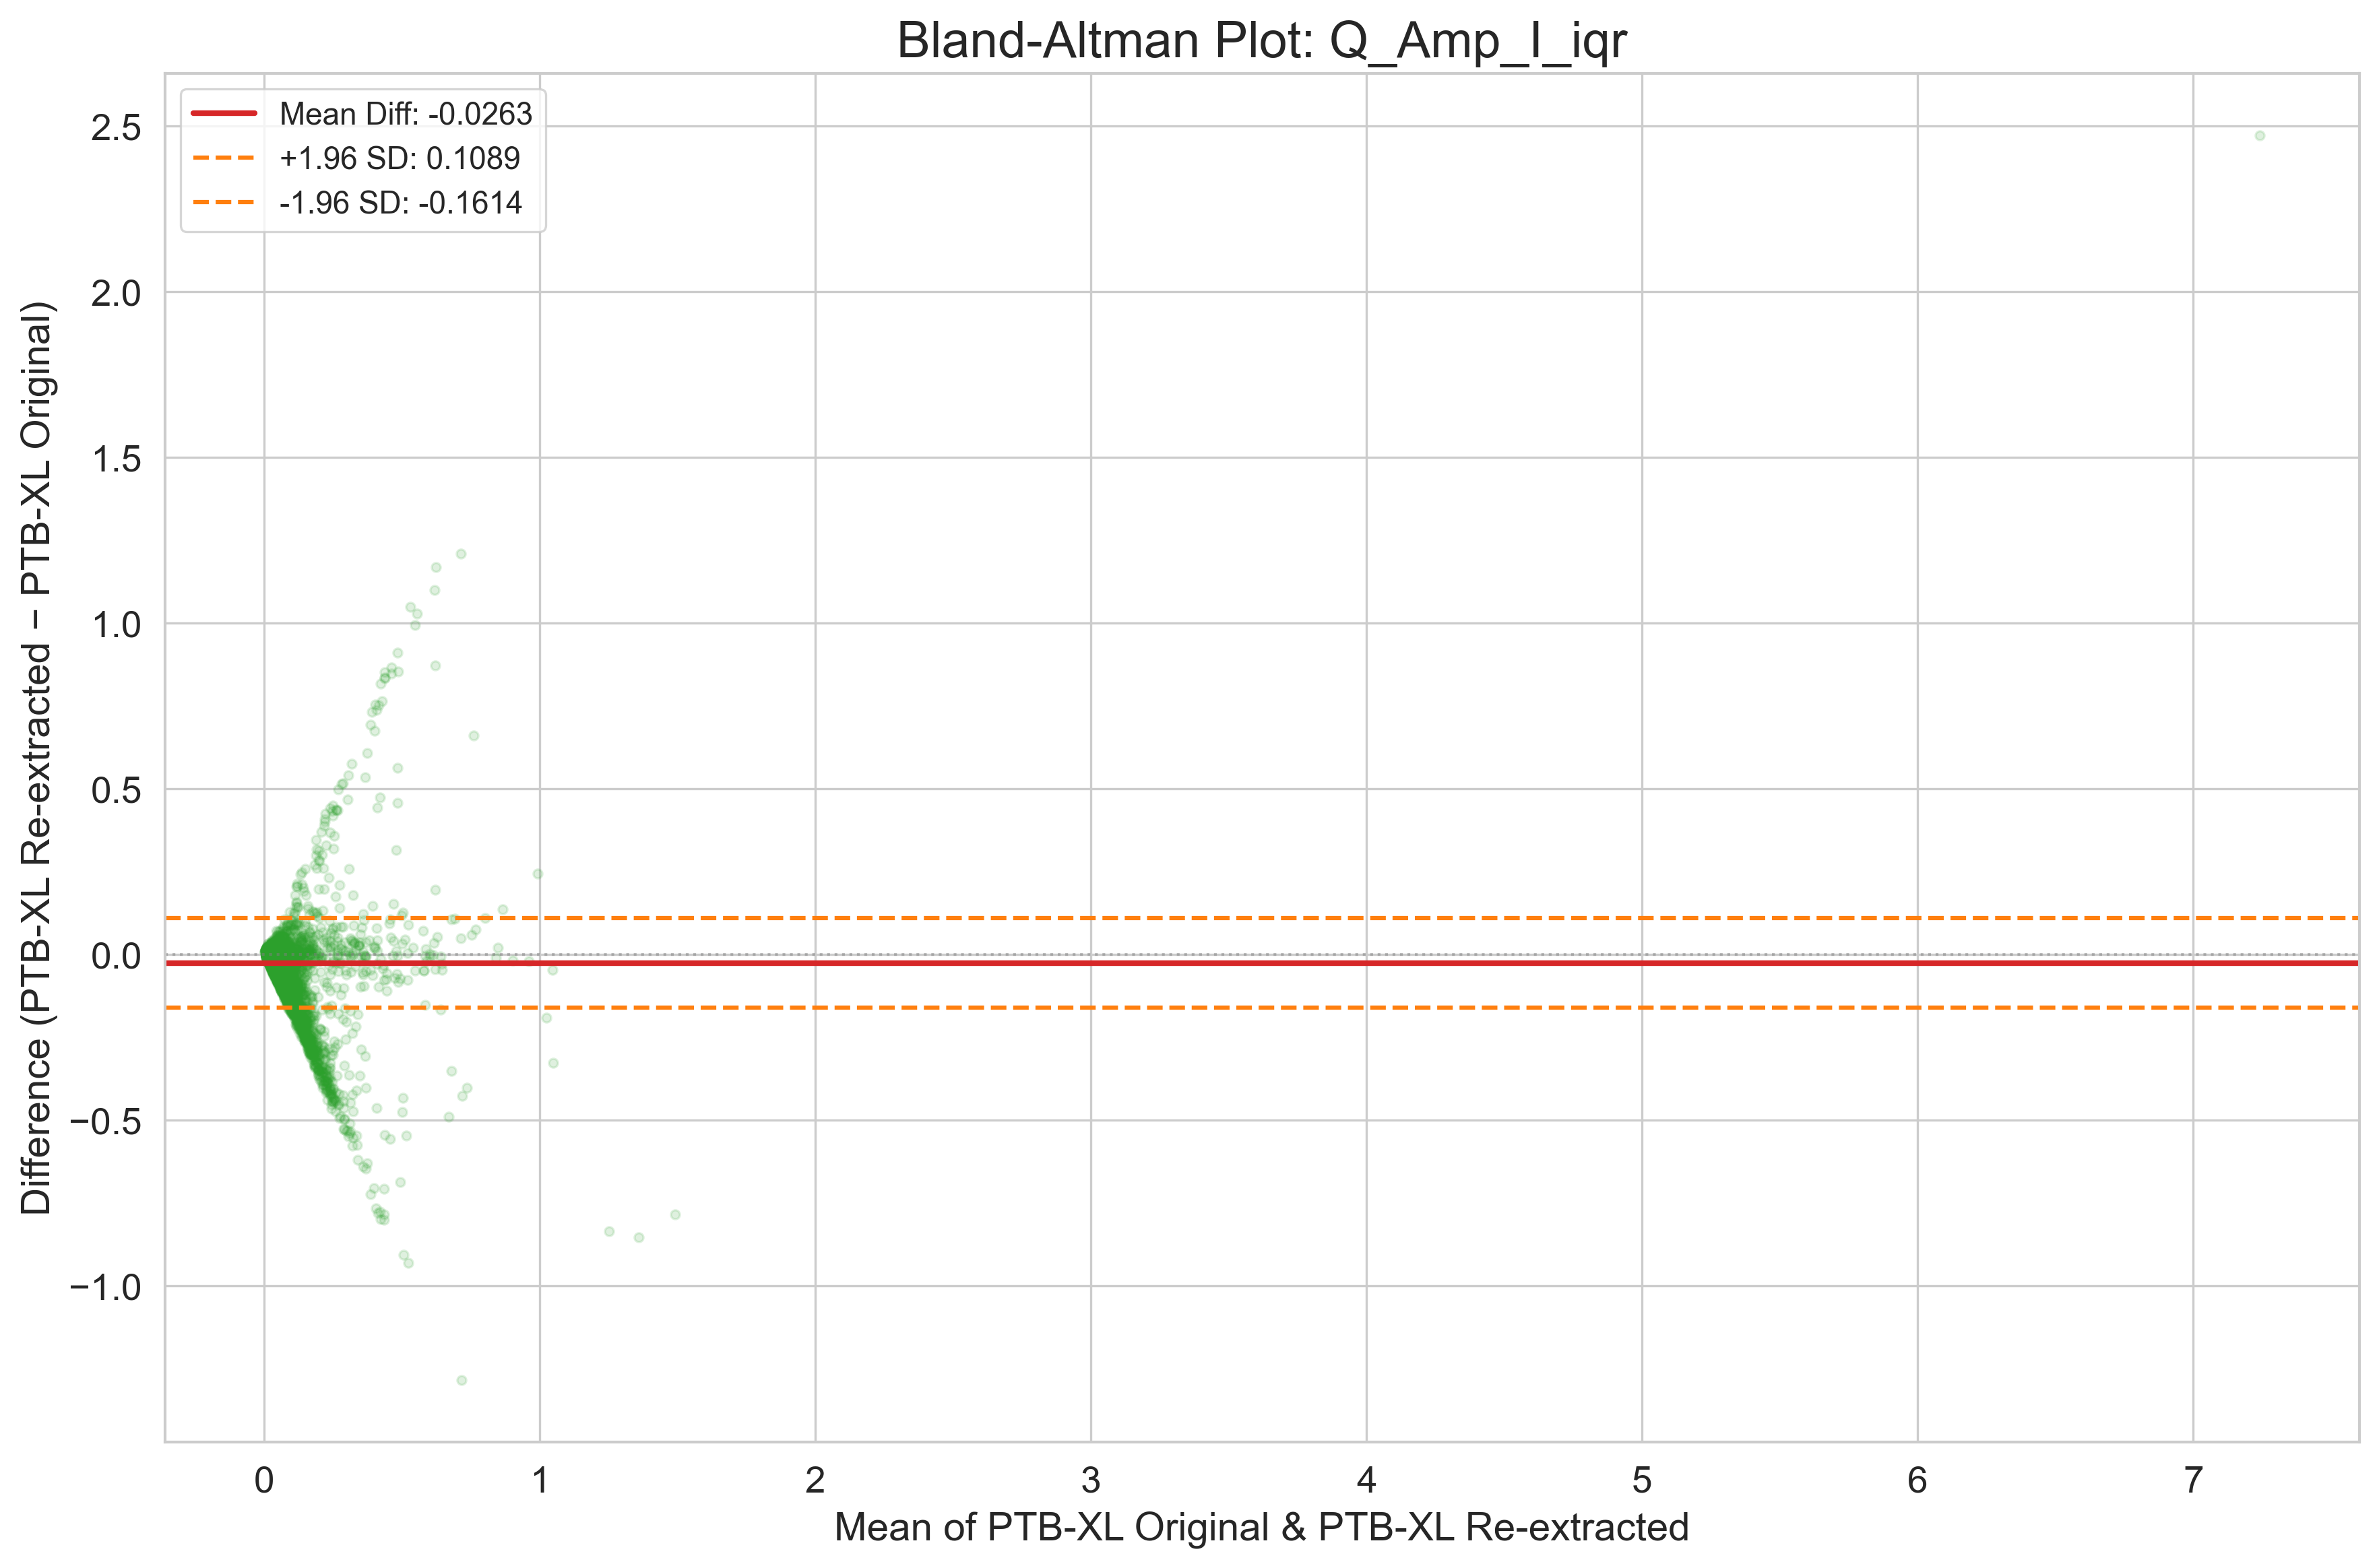 Bland-Altman Plot: Q_Amp_I_iqr
Mean Diff: -0.0263
+1.96 SD: 0.1089
-1.96 SD: -0.1614
Difference (PTB-XL Re-extracted − PTB-XL Original)
2.5
2.0
1.5
1.0
0.5
0.0
−0.5
−1.0
0 1 2 3 4 5 6 7
Mean of PTB-XL Original & PTB-XL Re-extracted